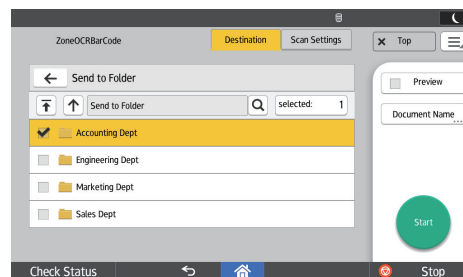 ZoneOCRBarCode
Destination
Scan Settings
Top
Send to Folder
Send to Folder
selected: 1
Accounting Dept
Engineering Dept
Marketing Dept
Sales Dept
Preview
Document Name
Start
Check Status
Stop